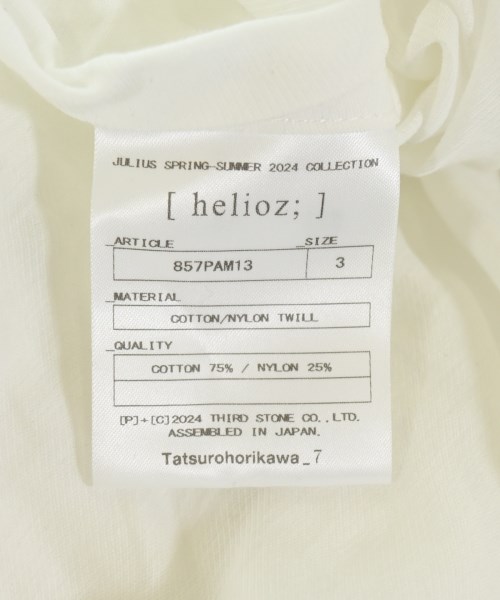 JULIUS SPRING-SUMMER 2024 COLLECTION
[ helioz; ]
_ARTICLE _SIZE
857PAM13 3
_MATERIAL
COTTON/NYLON TWILL
_QUALITY
COTTON 75% / NYLON 25%
[P]+[C]2024 THIRD STONE CO.,LTD.
ASSEMBLED IN JAPAN.
Tatsurohorikawa_7